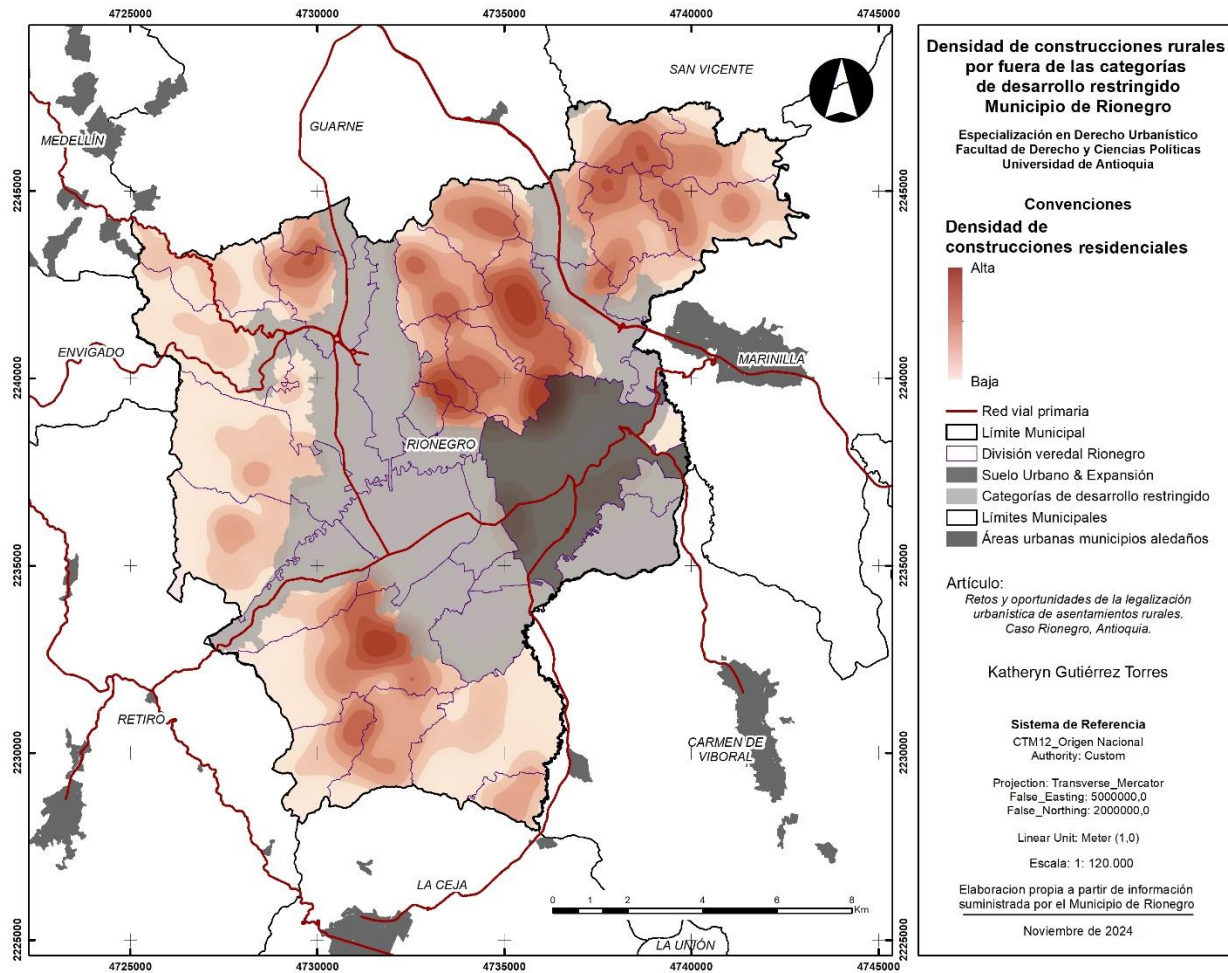 4725000 4730000 4735000 4740000 4745000
SAN VICENTE
GUARNE
MEDELLÍN
2245000 2245000
ENVIGADO
MARINILLA
2240000 2240000
RIONEGRO
2235000 2235000
RETIRO
CARMEN DE
VIBORAL
2230000 2230000
LA CEJA
0 1 2 4 6 8
Km
LA UNIÓN
2225000 2225000
4725000 4730000 4735000 4740000 4745000
Densidad de construcciones rurales
por fuera de las categorías
de desarrollo restringido
Municipio de Rionegro
Especialización en Derecho Urbanístico
Facultad de Derecho y Ciencias Políticas
Universidad de Antioquia
Convenciones
Densidad de
construcciones residenciales
Alta
Baja
Red vial primaria
Límite Municipal
División veredal Rionegro
Suelo Urbano & Expansión
Categorías de desarrollo restringido
Límites Municipales
Áreas urbanas municipios aledaños
Artículo:
Retos y oportunidades de la legalización
urbanística de asentamientos rurales.
Caso Rionegro, Antioquia.
Katheryn Gutiérrez Torres
Sistema de Referencia
CTM12_Origen Nacional
Authority: Custom
Projection: Transverse_Mercator
False_Easting: 5000000,0
False_Northing: 2000000,0
Linear Unit: Meter (1,0)
Escala: 1: 120.000
Elaboracion propia a partir de información
suministrada por el Municipio de Rionegro
Noviembre de 2024